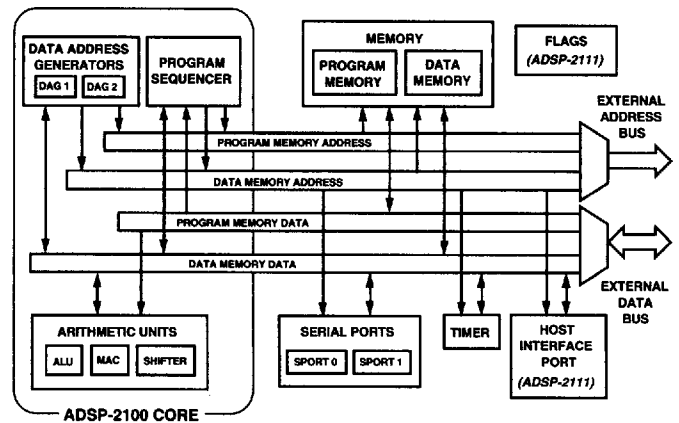 DATA ADDRESS
GENERATORS
DAG 1
DAG 2
PROGRAM
SEQUENCER
MEMORY
PROGRAM
MEMORY
DATA
MEMORY
FLAGS
(ADSP-2111)
EXTERNAL
ADDRESS
BUS
PROGRAM MEMORY ADDRESS
DATA MEMORY ADDRESS
PROGRAM MEMORY DATA
DATA MEMORY DATA
EXTERNAL
DATA
BUS
ARITHMETIC UNITS
ALU
MAC
SHIFTER
SERIAL PORTS
SPORT 0
SPORT 1
TIMER
HOST
INTERFACE
PORT
(ADSP-2111)
ADSP-2100 CORE